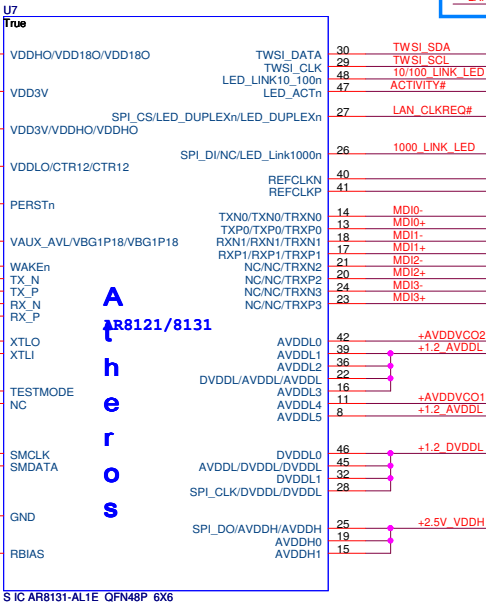 U7
True
VDDHO/VDD18O/VDD18O
TWSI_DATA 30 TWSI_SDA
TWSI_CLK 29 TWSI_SCL
LED_LINK10_100n 48 10/100_LINK_LED
VDD3V
LED_ACTn 47 ACTIVITY#
SPI_CS/LED_DUPLEXn/LED_DUPLEXn 27 LAN_CLKREQ#
VDD3V/VDDHO/VDDHO
SPI_DI/NC/LED_Link1000n 26 1000_LINK_LED
VDDLO/CTR12/CTR12
REFCLKN 40
REFCLKP 41
PERSTn
TXN0/TXN0/TRXN0 14 MDI0-
TXP0/TXP0/TRXP0 13 MDI0+
VAUX_AVL/VBG1P18/VBG1P18
RXN1/RXN1/TRXN1 18 MDI1-
RXP1/RXP1/TRXP1 17 MDI1+
WAKEn
NC/NC/TRXN2 21 MDI2-
TX_N
NC/NC/TRXP2 20 MDI2+
TX_P
NC/NC/TRXN3 24 MDI3-
RX_N
NC/NC/TRXP3 23 MDI3+
RX_P
Atheros
AR8121/8131
XTLO
AVDDL0 42 +AVDDVCO2
XTLI
AVDDL1 39 +1.2_AVDDL
AVDDL2 36
DVDDL/AVDDL/AVDDL 22
TESTMODE
AVDDL3 16
NC
AVDDL4 11 +AVDDVCO1
AVDDL5 8 +1.2_AVDDL
SMCLK
DVDDL0 46 +1.2_DVDDL
SMDATA
AVDDL/DVDDL/DVDDL 45
DVDDL1 32
SPI_CLK/DVDDL/DVDDL 28
GND
SPI_DO/AVDDH/AVDDH 25 +2.5V_VDDH
AVDDH0 19
RBIAS
AVDDH1 15
S IC AR8131-AL1E QFN48P 6X6